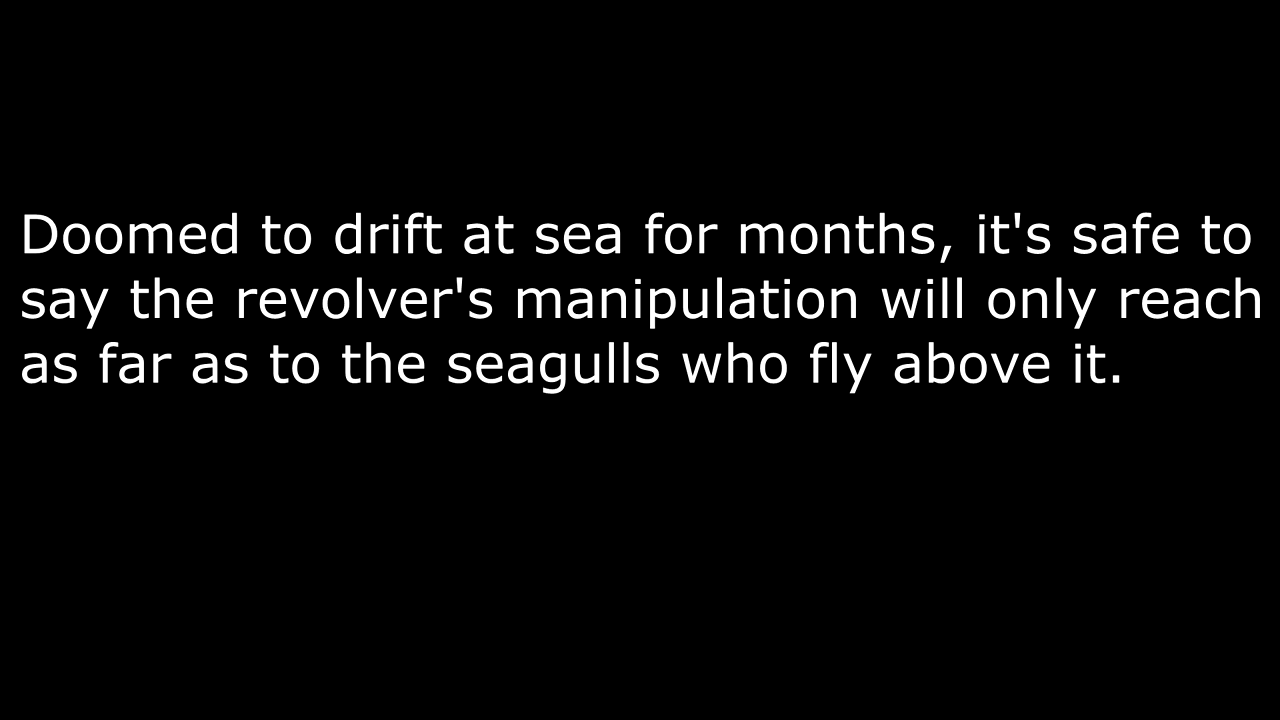 Doomed to drift at sea for months, it's safe to
say the revolver's manipulation will only reach
as far as to the seagulls who fly above it.